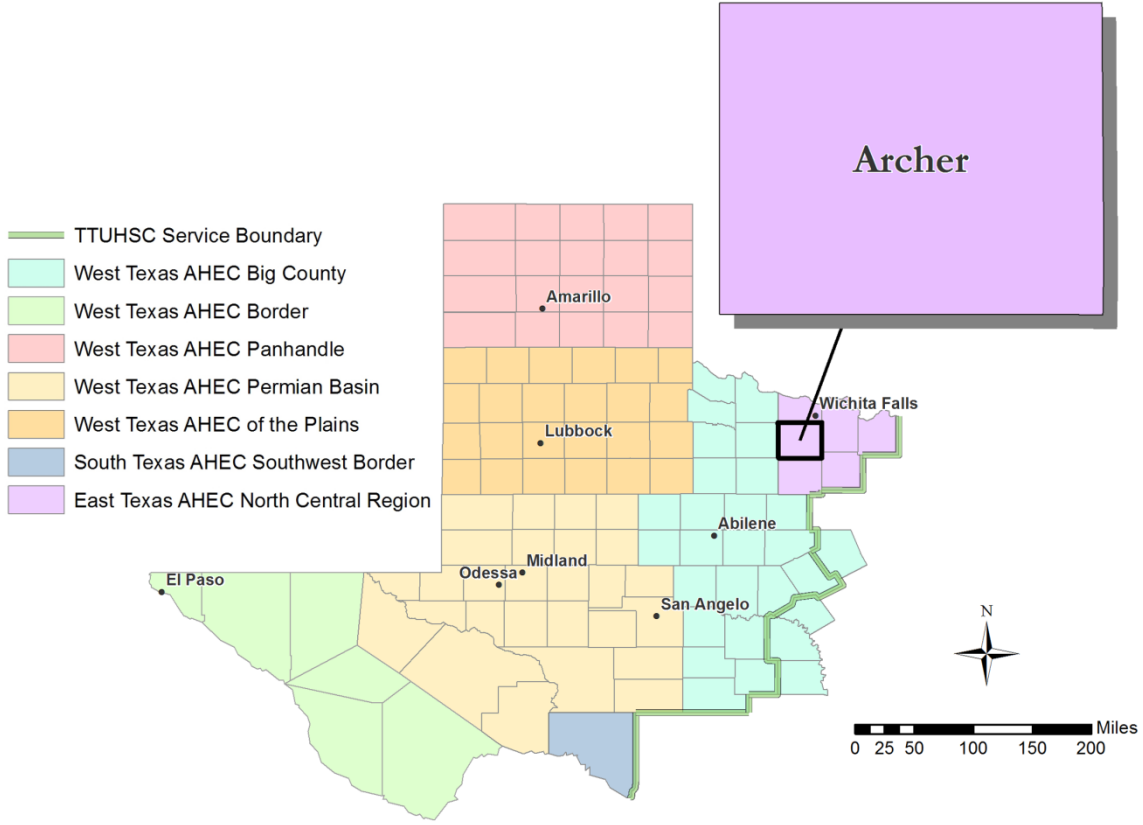 Archer
TTUHSC Service Boundary
West Texas AHEC Big County
West Texas AHEC Border
West Texas AHEC Panhandle
West Texas AHEC Permian Basin
West Texas AHEC of the Plains
South Texas AHEC Southwest Border
East Texas AHEC North Central Region
Amarillo
Wichita Falls
Lubbock
Abilene
Midland
Odessa
El Paso
San Angelo
N
Miles
0 25 50 100 150 200